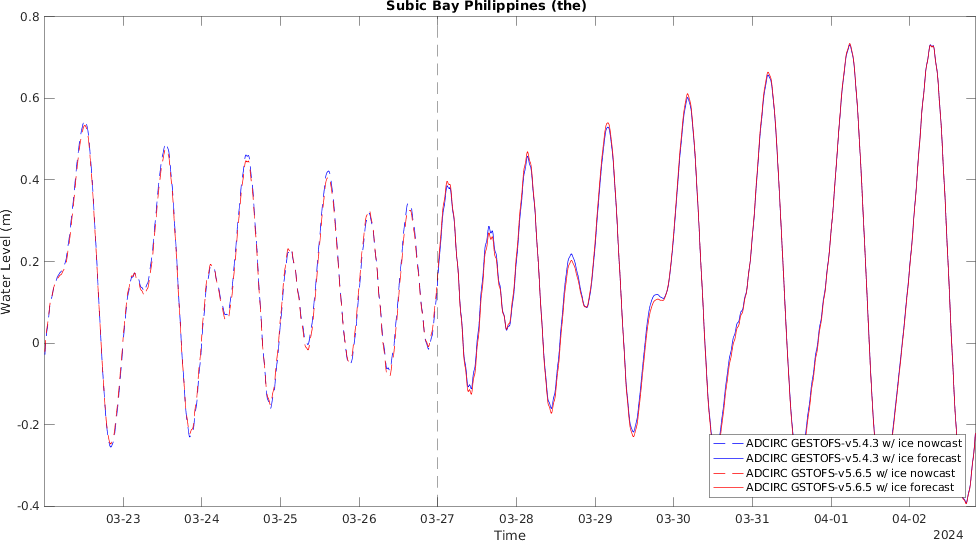 Subic Bay Philippines (the)
Water Level (m)
0.8
0.6
0.4
0.2
0
-0.2
-0.4
ADCIRC GESTOFS-v5.4.3 w/ ice nowcast
ADCIRC GESTOFS-v5.4.3 w/ ice forecast
ADCIRC GSTOFS-v5.6.5 w/ ice nowcast
ADCIRC GSTOFS-v5.6.5 w/ ice forecast
03-23 03-24 03-25 03-26 03-27 03-28 03-29 03-30 03-31 04-01 04-02
Time
2024